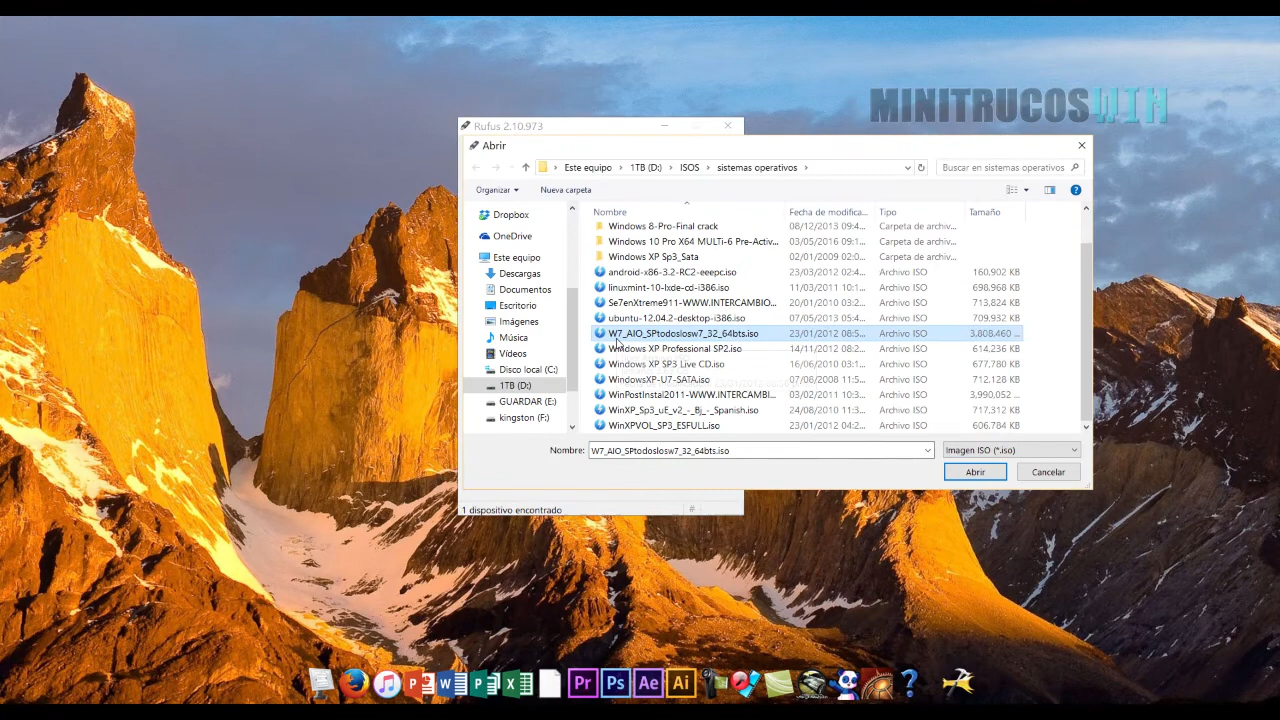 MINITRUCOSWIN
Rufus 2.10.973
Abrir
Este equipo > 1TB (D:) > ISOS > sistemas operativos >
Buscar en sistemas operativos
Organizar
Nueva carpeta
Dropbox
OneDrive
Este equipo
Descargas
Documentos
Escritorio
Imágenes
Música
Vídeos
Disco local (C:)
1TB (D:)
GUARDAR (E:)
kingston (F:)
Nombre Fecha de modifica... Tipo Tamaño
Windows 8-Pro-Final crack 08/12/2013 09:4... Carpeta de archiv...
Windows 10 Pro X64 MULTi-6 Pre-Activ... 03/05/2016 09:1... Carpeta de archiv...
Windows XP Sp3_Sata 02/01/2009 02:0... Carpeta de archiv...
android-x86-3.2-RC2-eeepc.iso 23/03/2012 02:4... Archivo ISO 160,902 KB
linuxmint-10-lxde-cd-i386.iso 11/03/2011 10:1... Archivo ISO 698,968 KB
Se7enXtreme911-WWW.INTERCAMBIO... 20/01/2010 03:2... Archivo ISO 713,824 KB
ubuntu-12.04.2-desktop-i386.iso 07/05/2013 05:4... Archivo ISO 709,932 KB
W7_AIO_SPtodoslosw7_32_64bts.iso 23/01/2012 08:5... Archivo ISO 3,808,460 ...
Windows XP Professional SP2.iso 14/11/2012 08:2... Archivo ISO 614,236 KB
Windows XP SP3 Live CD.iso 16/06/2010 03:1... Archivo ISO 677,780 KB
WindowsXP-U7-SATA.iso 07/08/2008 11:5... Archivo ISO 712,128 KB
WinPostInstal2011-WWW.INTERCAMBI... 03/02/2011 10:3... Archivo ISO 3,990,052 ...
WinXP_Sp3_uE_v2_-_Bj_-_Spanish.iso 24/08/2010 11:3... Archivo ISO 717,312 KB
WinXPVOL_SP3_ESFULL.iso 23/01/2012 04:2... Archivo ISO 606,784 KB
Nombre: W7_AIO_SPtodoslosw7_32_64bts.iso
Imagen ISO (*.iso)
Abrir
Cancelar
1 dispositivo encontrado
#
P W P X Pr Ps Ae Ai ?